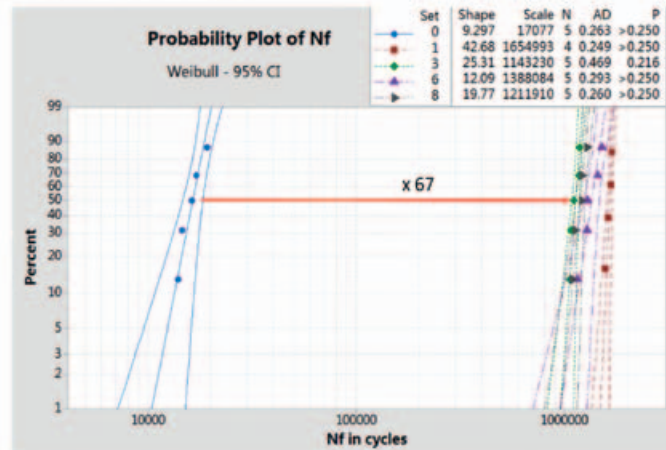 Probability Plot of Nf
Weibull - 95% CI
Set Shape Scale N AD P
0 9.297 17077 5 0.263 >0.250
1 42.68 1654993 4 0.249 >0.250
3 25.31 1143230 5 0.469 0.216
6 12.09 1388084 5 0.293 >0.250
8 19.77 1211910 5 0.260 >0.250
99
90
80
70
60
50
40
30
20
10
5
3
2
1
Percent
x 67
10000 100000 1000000
Nf in cycles